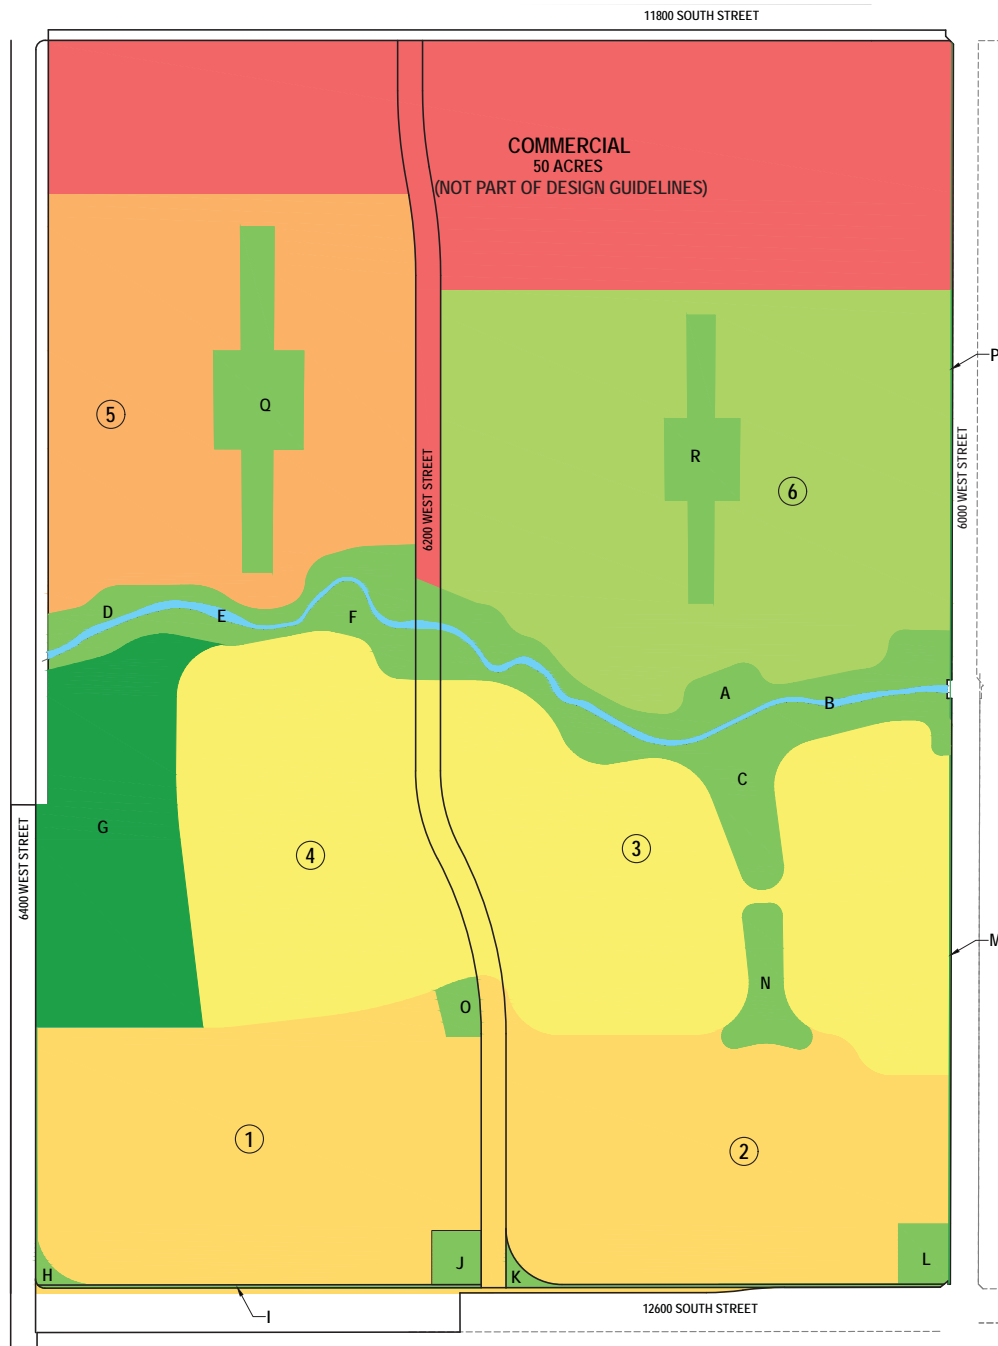 11800 SOUTH STREET
COMMERCIAL
50 ACRES
(NOT PART OF DESIGN GUIDELINES)
P
Q
5
R
6
6200 WEST STREET
6000 WEST STREET
D
E
F
A
B
C
G
4
3
6400 WEST STREET
M
N
O
1
2
H
J
K
L
I
12600 SOUTH STREET